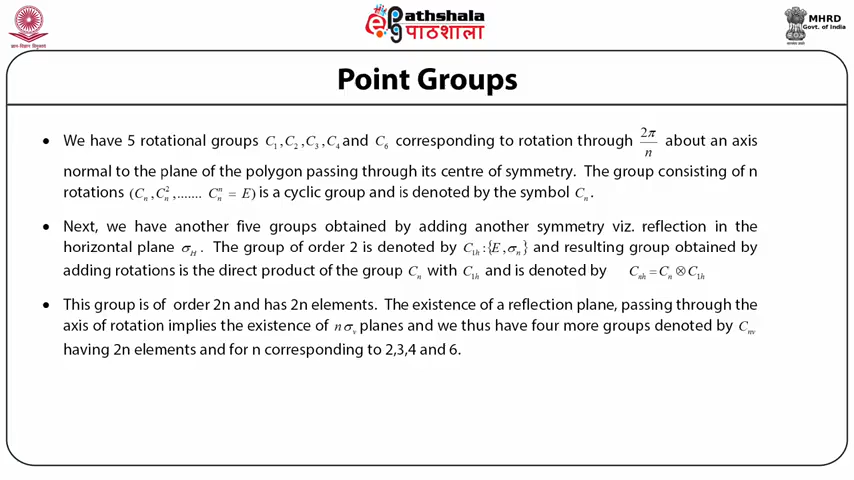 ePathshala
पाठशाला
MHRD
Govt. of India
Point Groups
• We have 5 rotational groups C₁ , C₂ , C₃ , C₄ and C₆ corresponding to rotation through 2π/n about an axis
normal to the plane of the polygon passing through its centre of symmetry. The group consisting of n
rotations (Cₙ , Cₙ² ,....... Cₙⁿ = E) is a cyclic group and is denoted by the symbol Cₙ .
• Next, we have another five groups obtained by adding another symmetry viz. reflection in the
horizontal plane σ_H . The group of order 2 is denoted by C₁ₕ : {E , σₙ} and resulting group obtained by
adding rotations is the direct product of the group Cₙ with C₁ₕ and is denoted by Cₙₕ = Cₙ ⊗ C₁ₕ
• This group is of order 2n and has 2n elements. The existence of a reflection plane, passing through the
axis of rotation implies the existence of n σᵥ planes and we thus have four more groups denoted by Cₙᵥ
having 2n elements and for n corresponding to 2,3,4 and 6.